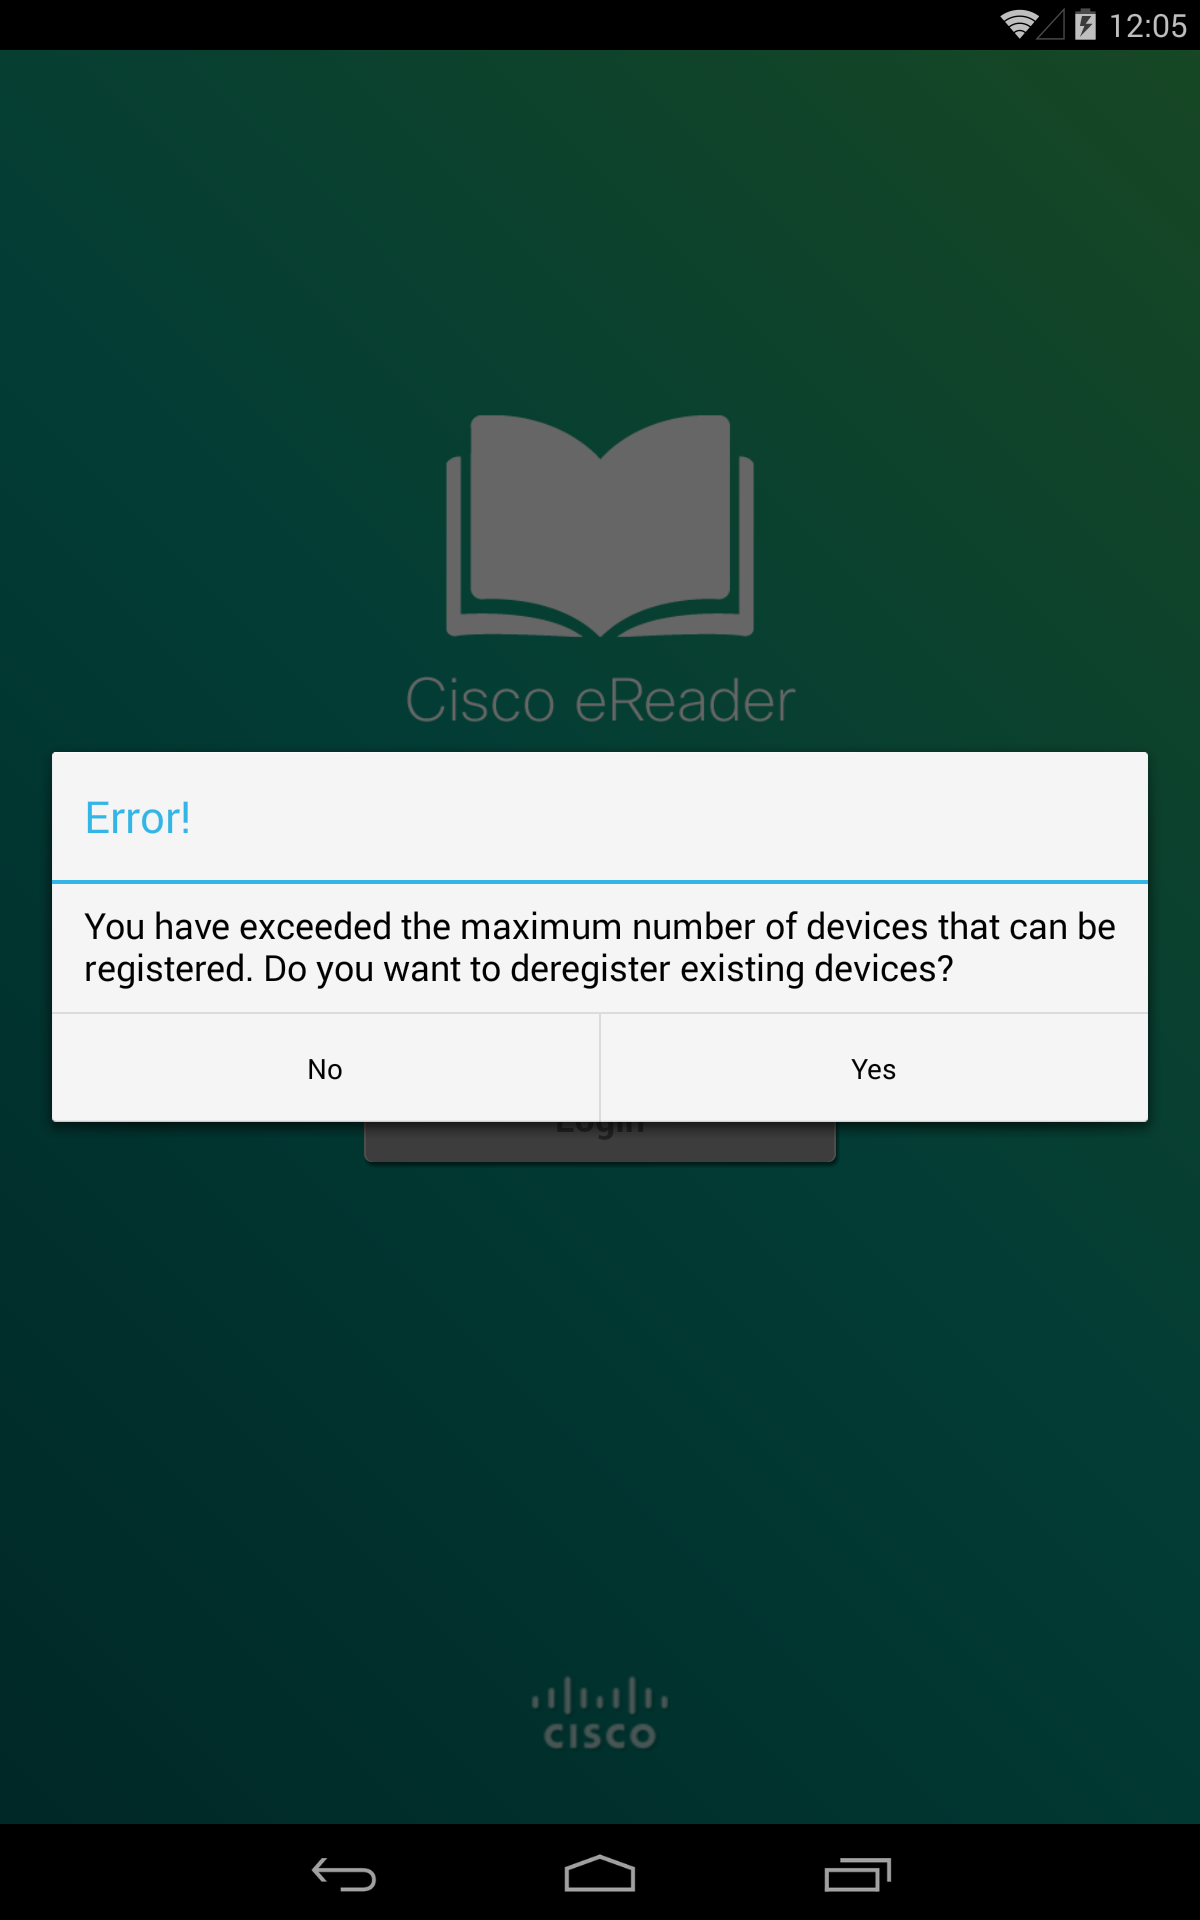 12:05
Cisco eReader
Error!
You have exceeded the maximum number of devices that can be
registered. Do you want to deregister existing devices?
No
Yes
Login
CISCO